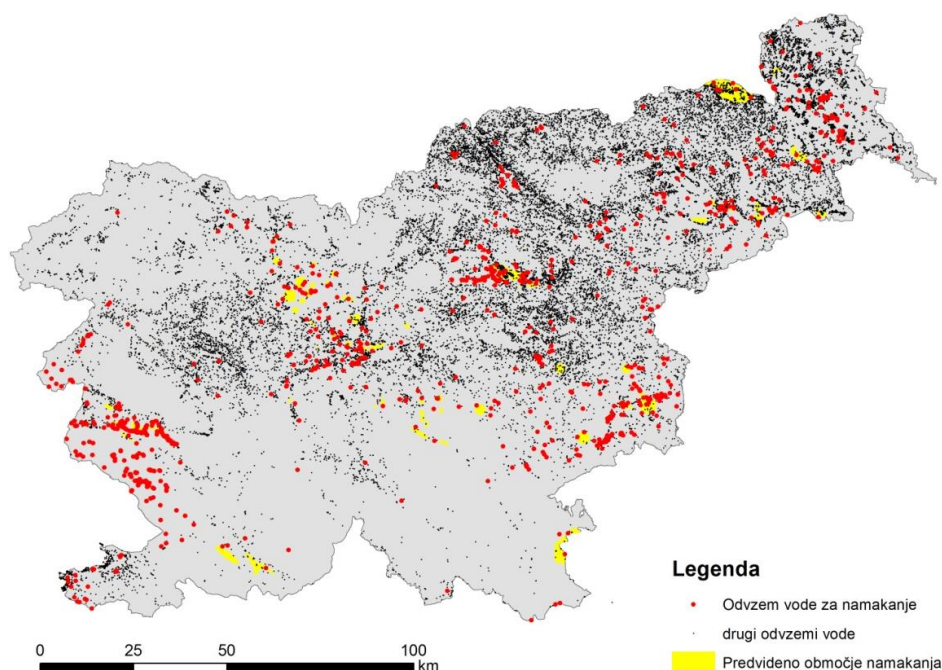 Legenda
Odvzem vode za namakanje
drugi odvzemi vode
Predvideno območje namakanja
0 25 50 100
km